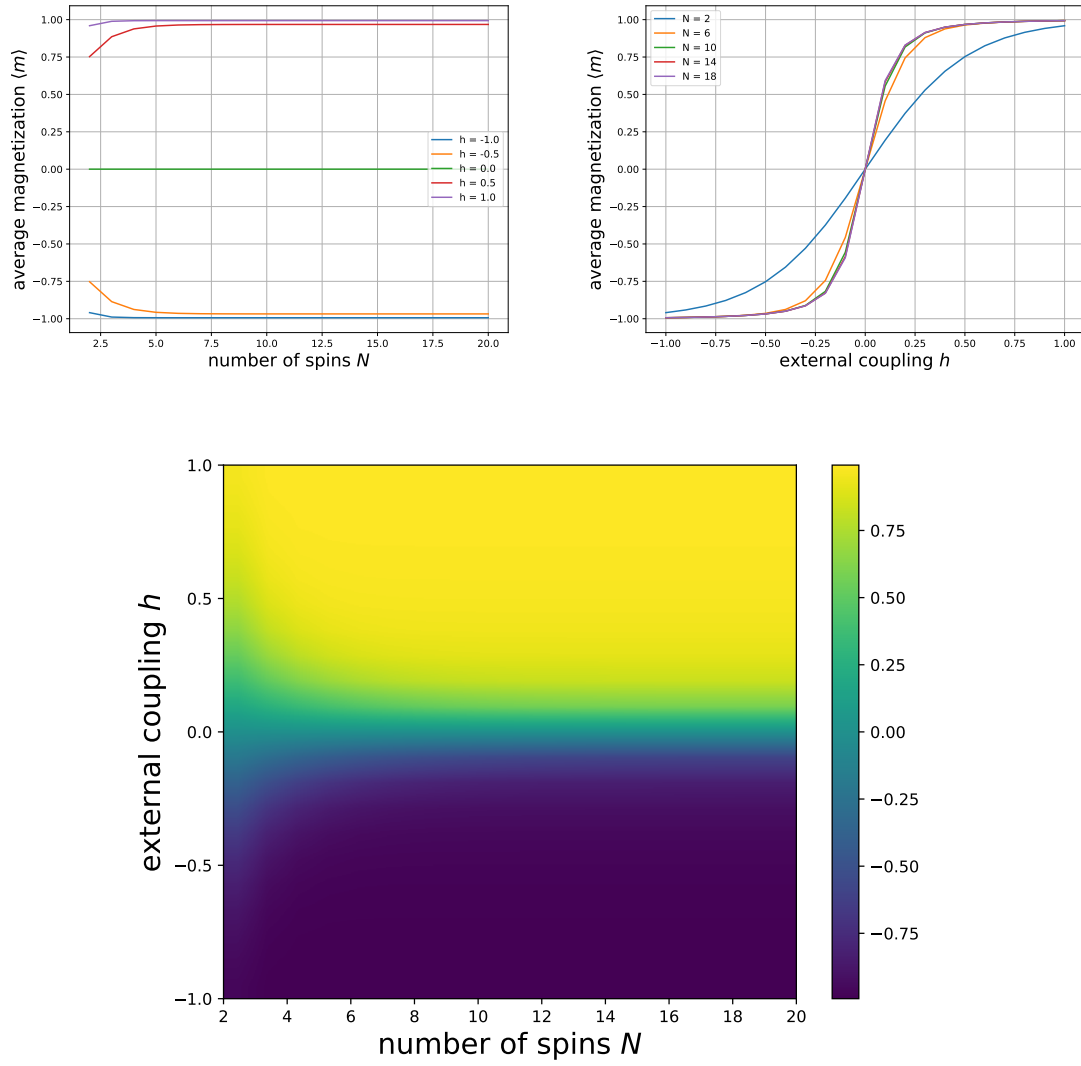 1.00
0.75
0.50
0.25
0.00
−0.25
−0.50
−0.75
−1.00
average magnetization ⟨m⟩
2.5 5.0 7.5 10.0 12.5 15.0 17.5 20.0
number of spins N
h = -1.0
h = -0.5
h = 0.0
h = 0.5
h = 1.0
1.00
0.75
0.50
0.25
0.00
−0.25
−0.50
−0.75
−1.00
average magnetization ⟨m⟩
N = 2
N = 6
N = 10
N = 14
N = 18
−1.00 −0.75 −0.50 −0.25 0.00 0.25 0.50 0.75 1.00
external coupling h
1.0
0.5
0.0
−0.5
−1.0
external coupling h
2 4 6 8 10 12 14 16 18 20
number of spins N
0.75
0.50
0.25
0.00
−0.25
−0.50
−0.75